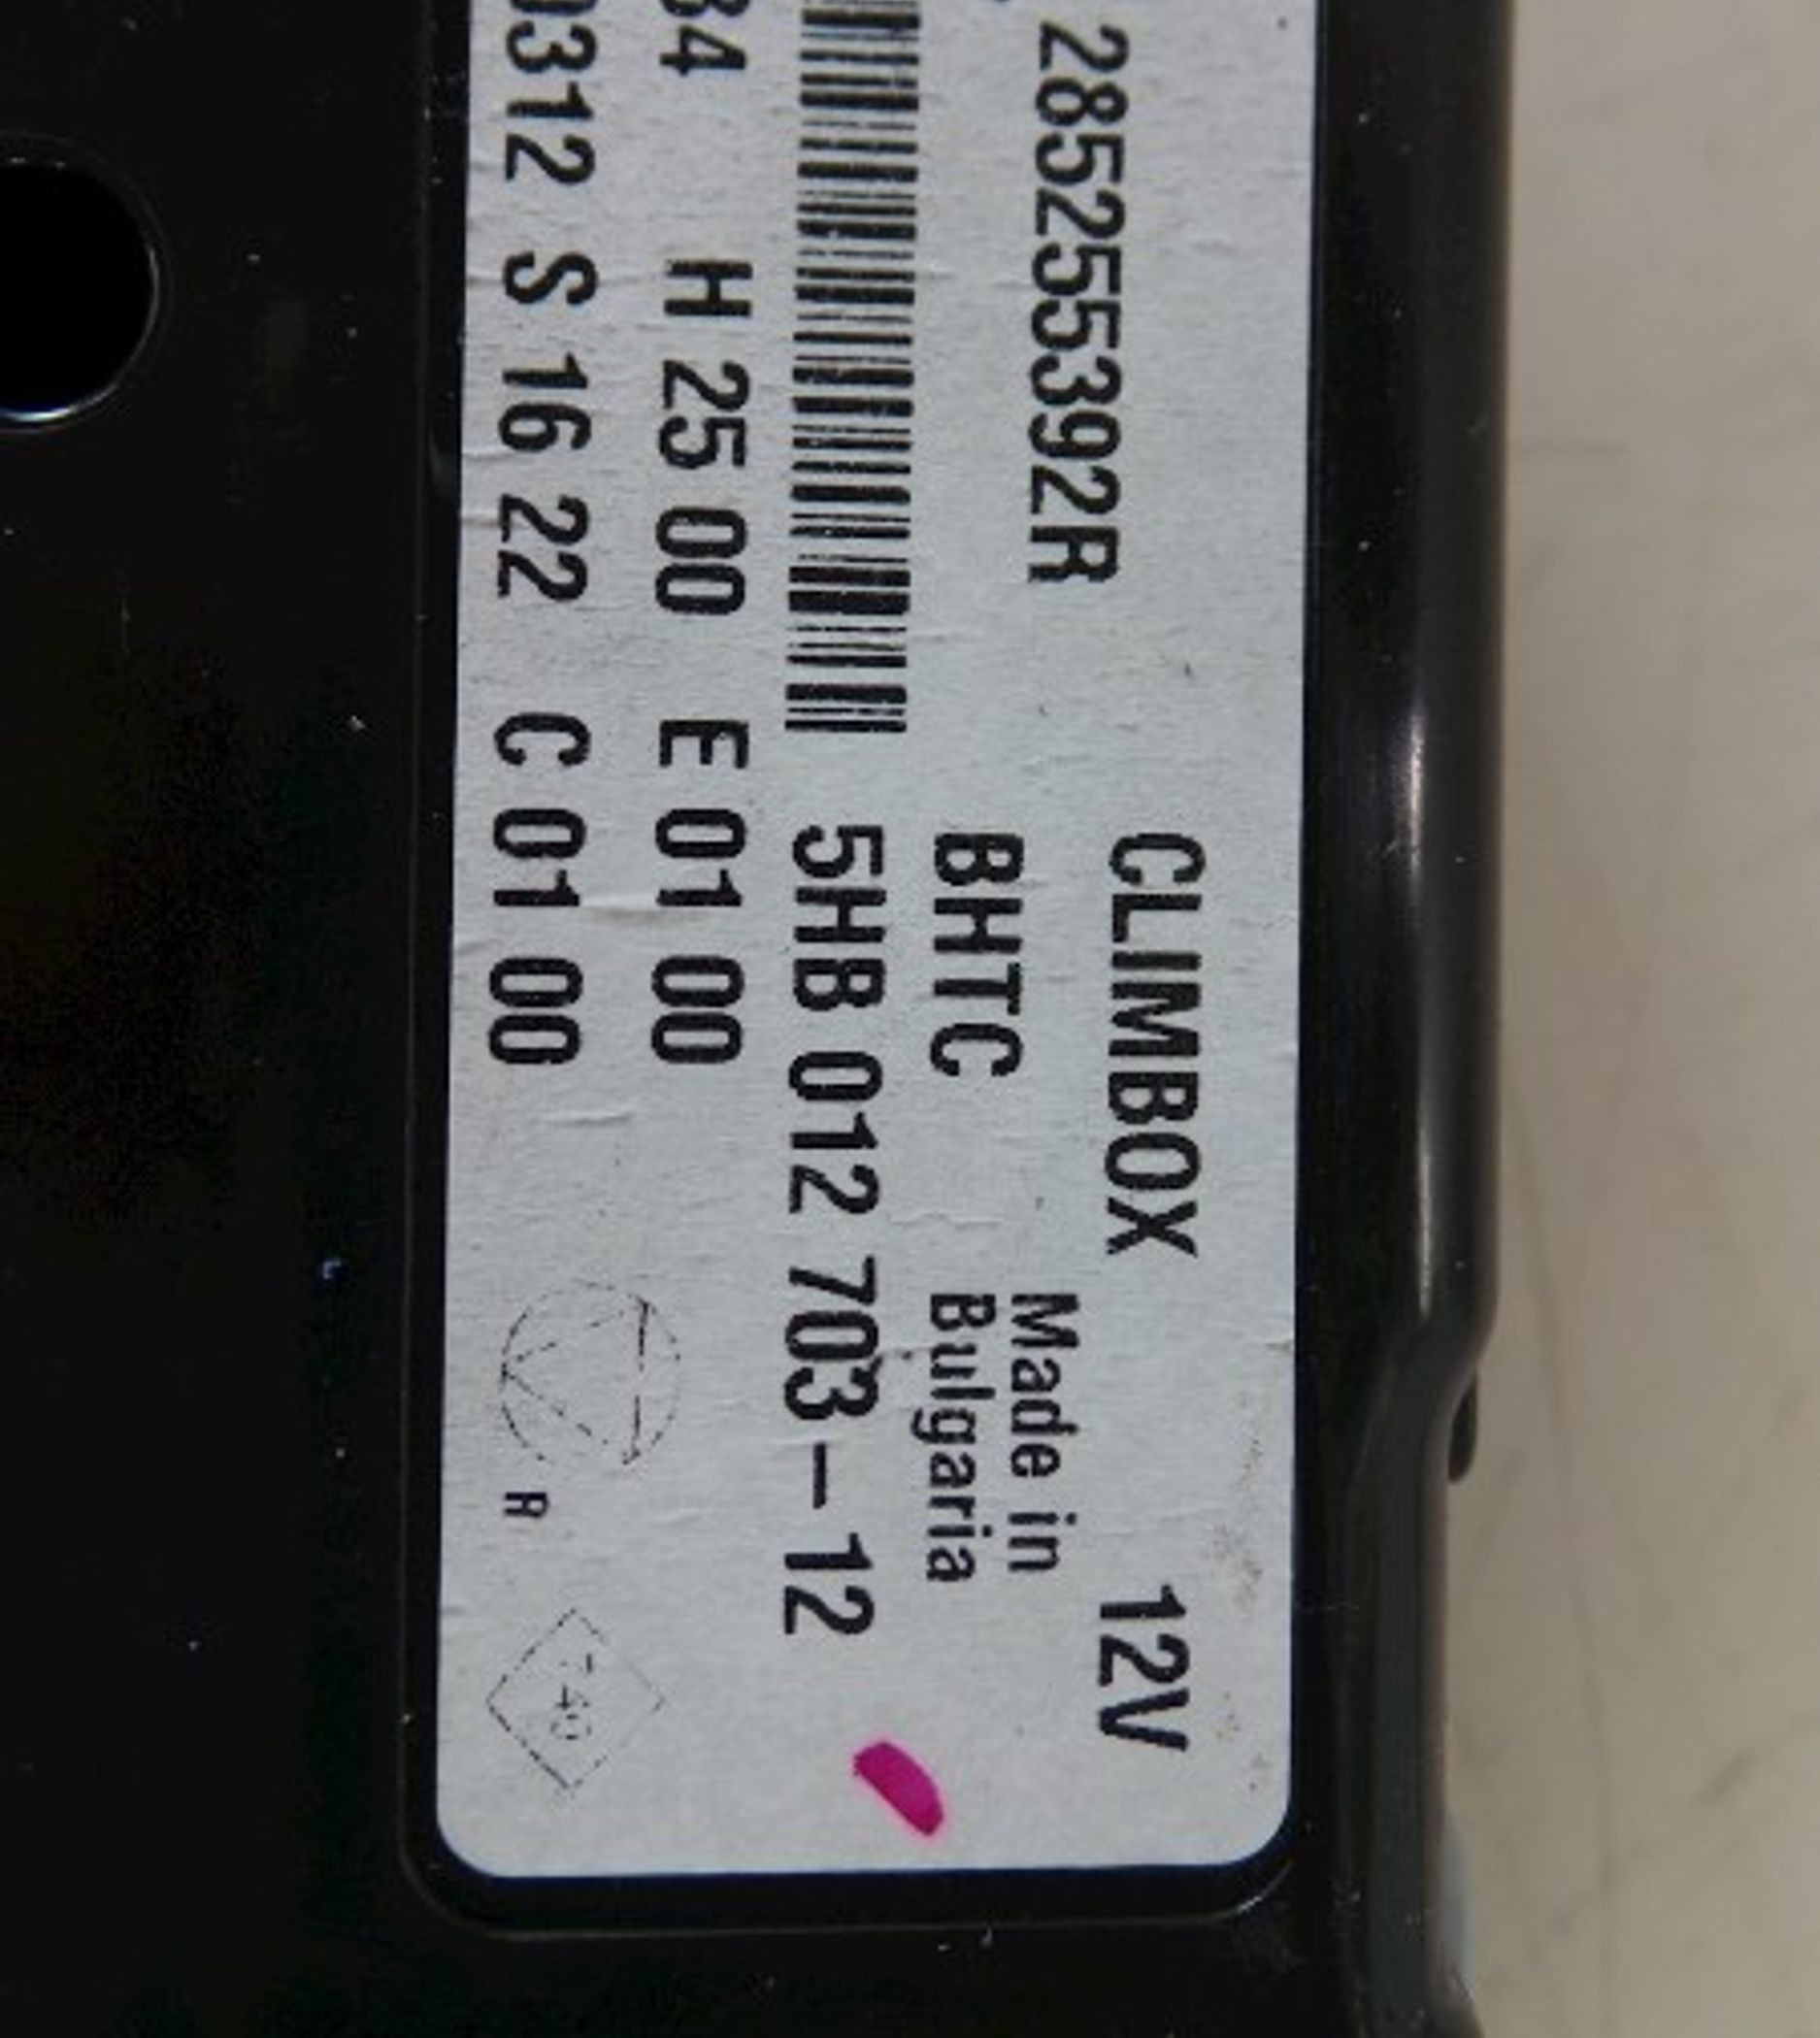 CLIMBOX 12V
285255392R
Made in
BHTC Bulgaria
5HB 012 703-12
34 H 25 00 E 01 00
0312 S 16 22 C 01 00
R